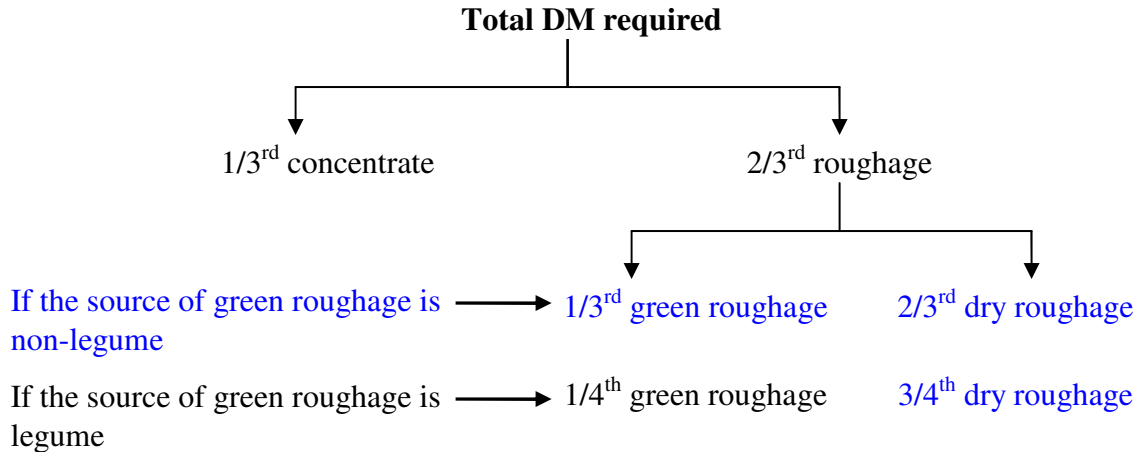 Total DM required
1/3rd concentrate
2/3rd roughage
If the source of green roughage is
non-legume
1/3rd green roughage
2/3rd dry roughage
If the source of green roughage is
legume
1/4th green roughage
3/4th dry roughage